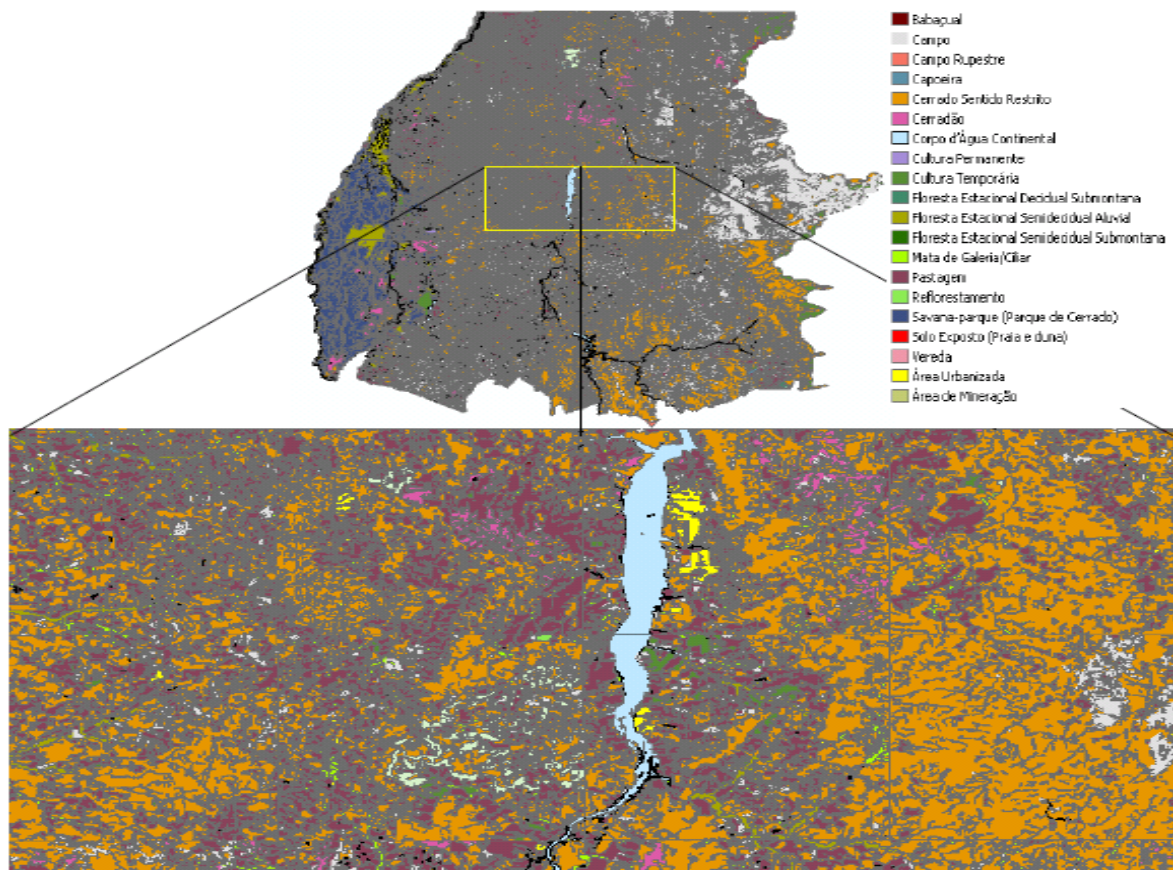 Babaçual
Campo
Campo Rupestre
Capoeira
Cerrado Sentido Restrito
Cerradão
Corpo d'Água Continental
Cultura Permanente
Cultura Temporária
Floresta Estacional Decidual Submontana
Floresta Estacional Semidecidual Aluvial
Floresta Estacional Semidecidual Submontana
Mata de Galeria/Ciliar
Pastagem
Reflorestamento
Savana-parque (Parque de Cerrado)
Solo Exposto (Praia e duna)
Vereda
Área Urbanizada
Área de Mineração